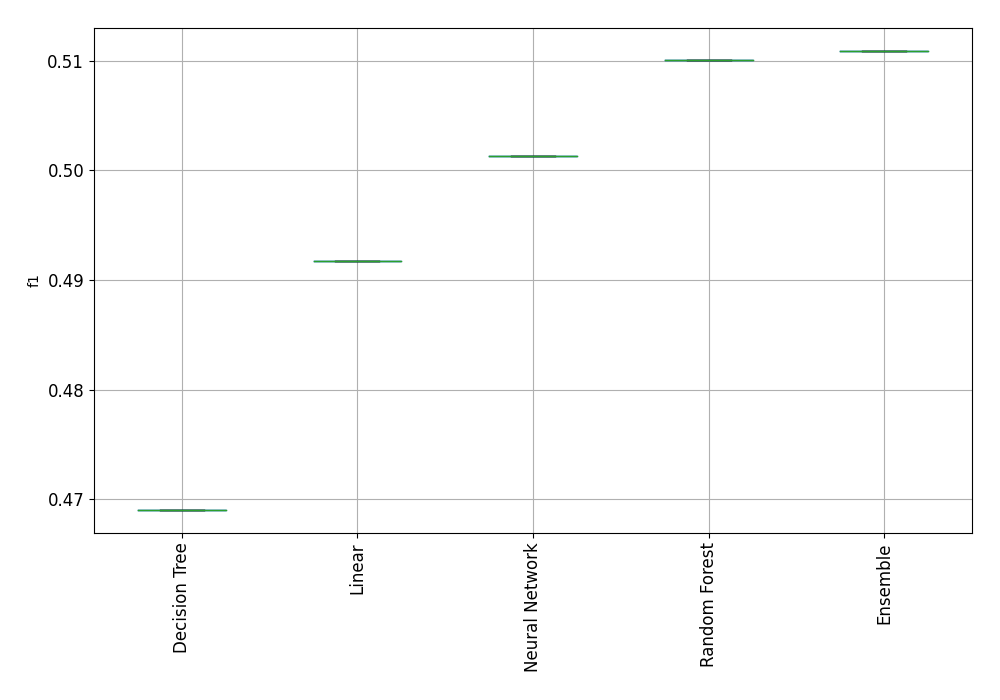 0.51
0.50
0.49
0.48
0.47
f1
Decision Tree
Linear
Neural Network
Random Forest
Ensemble